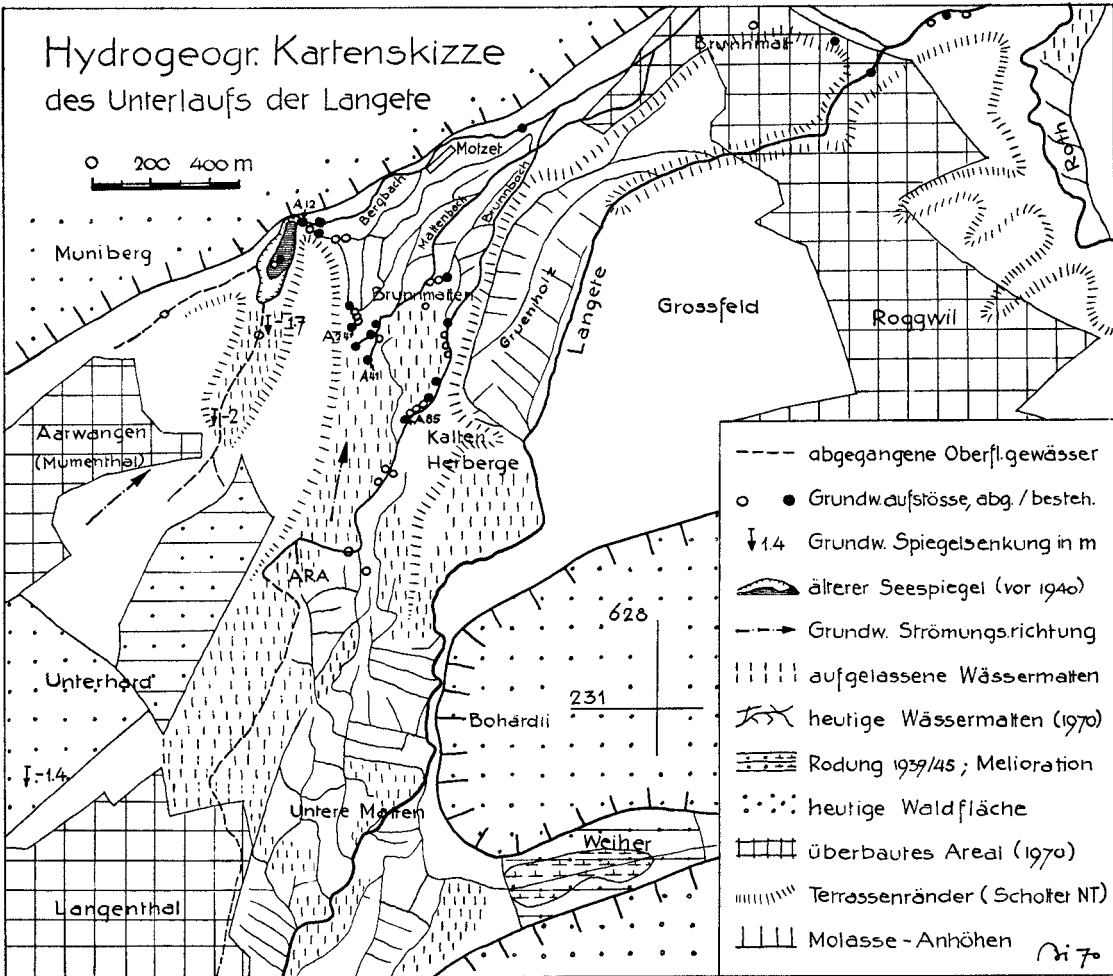 Hydrogeogr. Kartenskizze
des Unterlaufs der Langete
0 200 400 m
Brunnmatt
Roth
Motzet
Bergbach
Mattenbach
Brunnbach
A12
Muniberg
Brunnmatten
Gruenholz
Langete
Grossfeld
Roggwil
-1.7
A34
A41
-2
A85
Aarwangen
(Mumenthal)
Kalten
Herberge
ARA
Unterhard
628
231
Bohärdli
-1.4
Untere Matten
Weiher
Langenthal
abgegangene Oberfl.gewässer
Grundw.aufstösse, abg./besteh.
1.4 Grundw. Spiegelsenkung in m
älterer Seespiegel (vor 1940)
Grundw. Strömungsrichtung
aufgelassene Wässermatten
heutige Wässermatten (1970)
Rodung 1939/45; Melioration
heutige Waldfläche
überbautes Areal (1970)
Terrassenränder (Schotter NT)
Molasse-Anhöhen
Bi 70